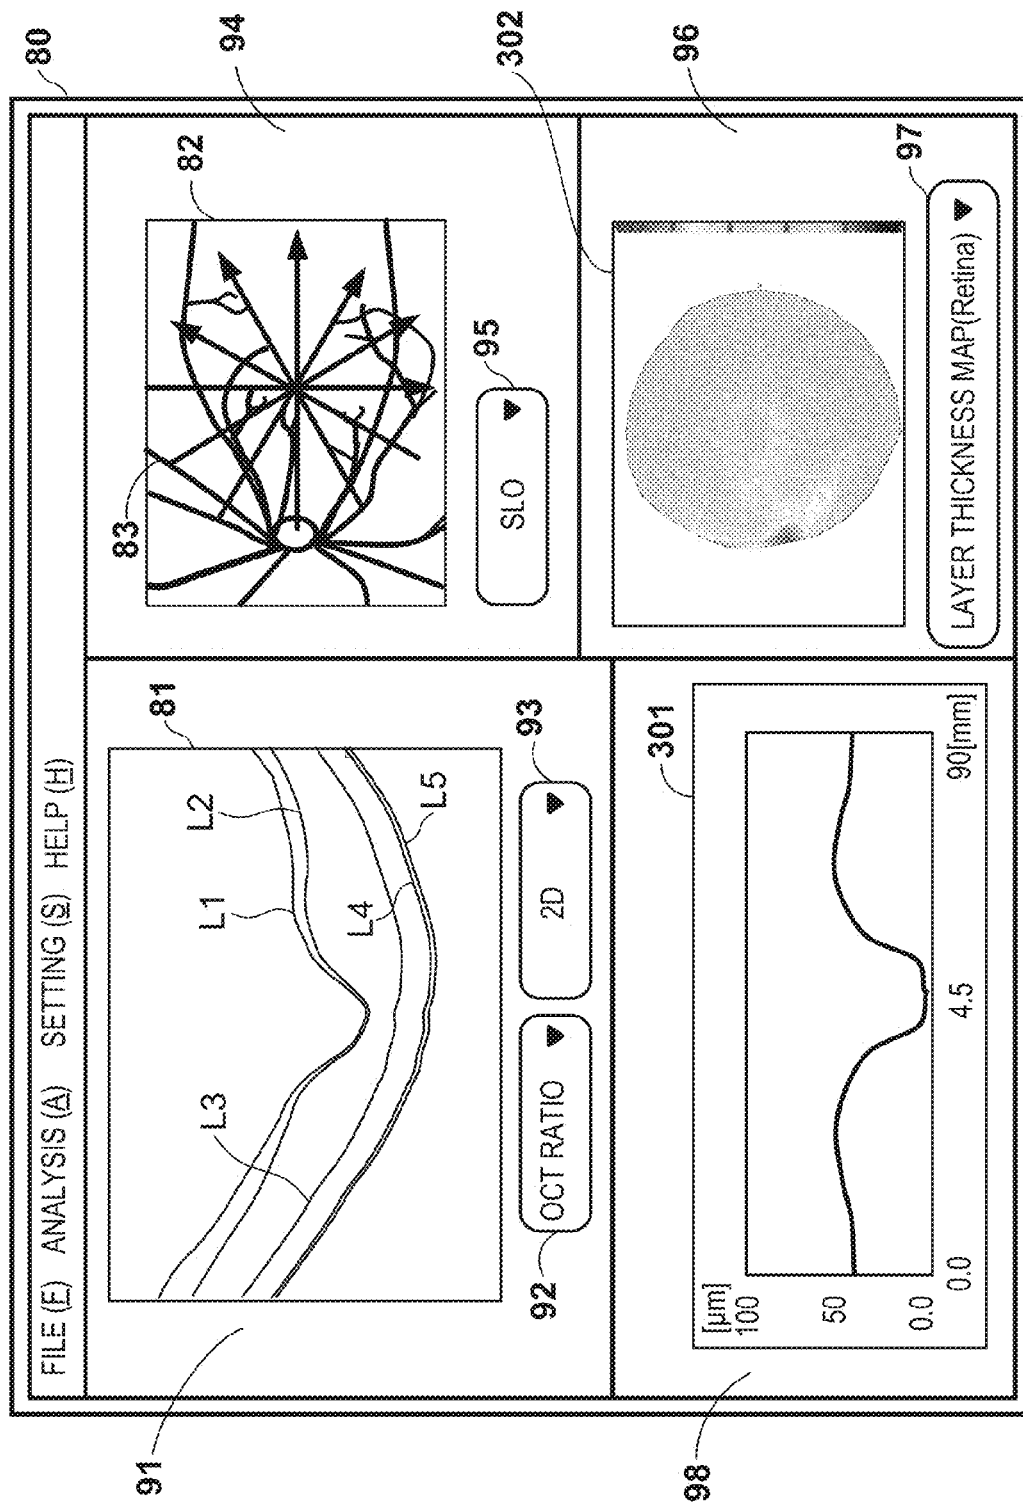 80
FILE (F) ANALYSIS (A) SETTING (S) HELP (H)
91
81
L1
L2
L3
L4
L5
92
OCT RATIO ▼
93
2D ▼
94
82
83
95
SLO ▼
98
301
[μm]
100
50
0.0
0.0
4.5
90[mm]
302
96
97
LAYER THICKNESS MAP(Retina) ▼